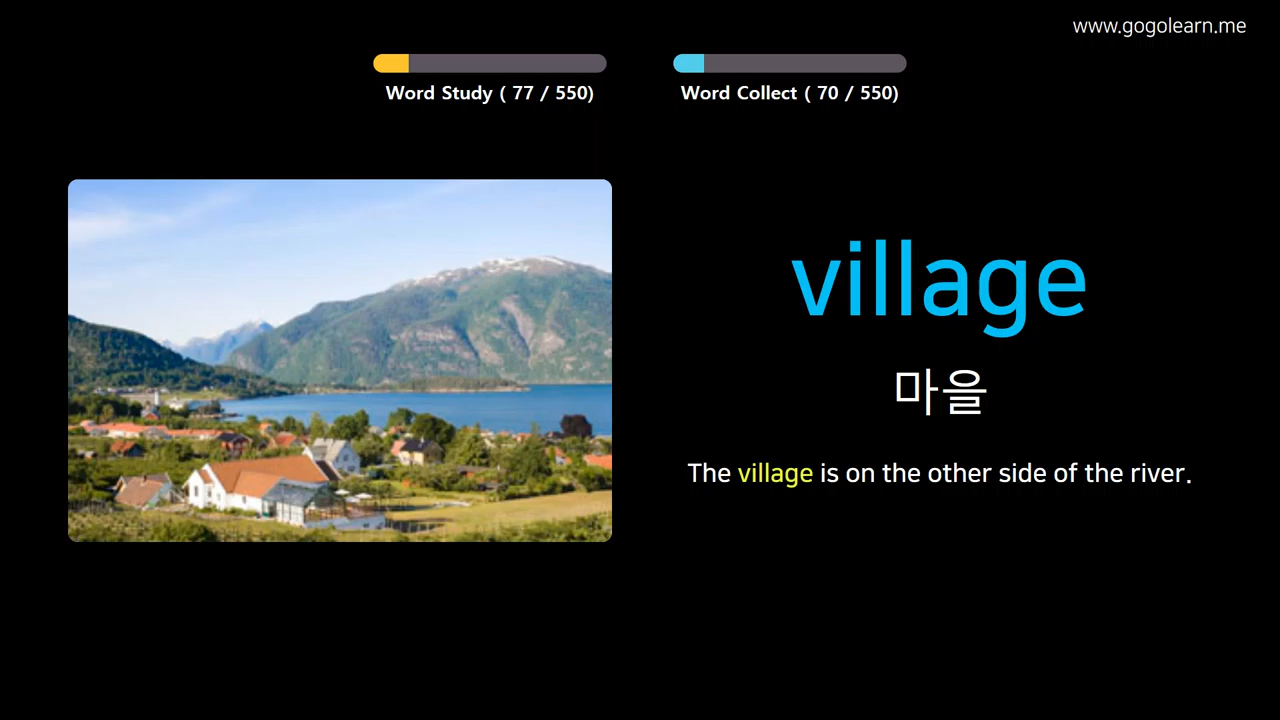 www.gogolearn.me
Word Study ( 77 / 550)
Word Collect ( 70 / 550)
village
마을
The village is on the other side of the river.